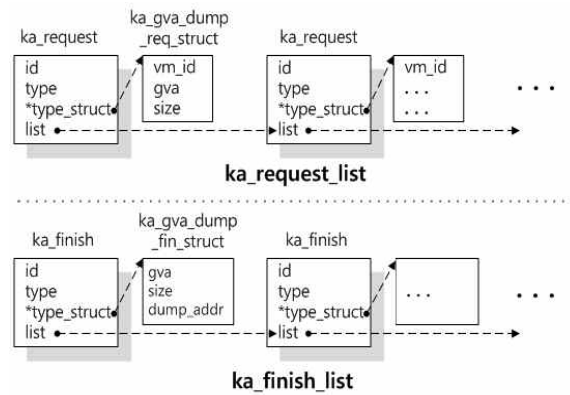 ka_gva_dump
_req_struct
ka_request
ka_request
id
type
*type_struct
list
vm_id
gva
size
id
type
*type_struct
list
vm_id
. . .
. . .
. . .
ka_request_list
ka_gva_dump
_fin_struct
ka_finish
ka_finish
id
type
*type_struct
list
gva
size
dump_addr
id
type
*type_struct
list
. . .
. . .
ka_finish_list